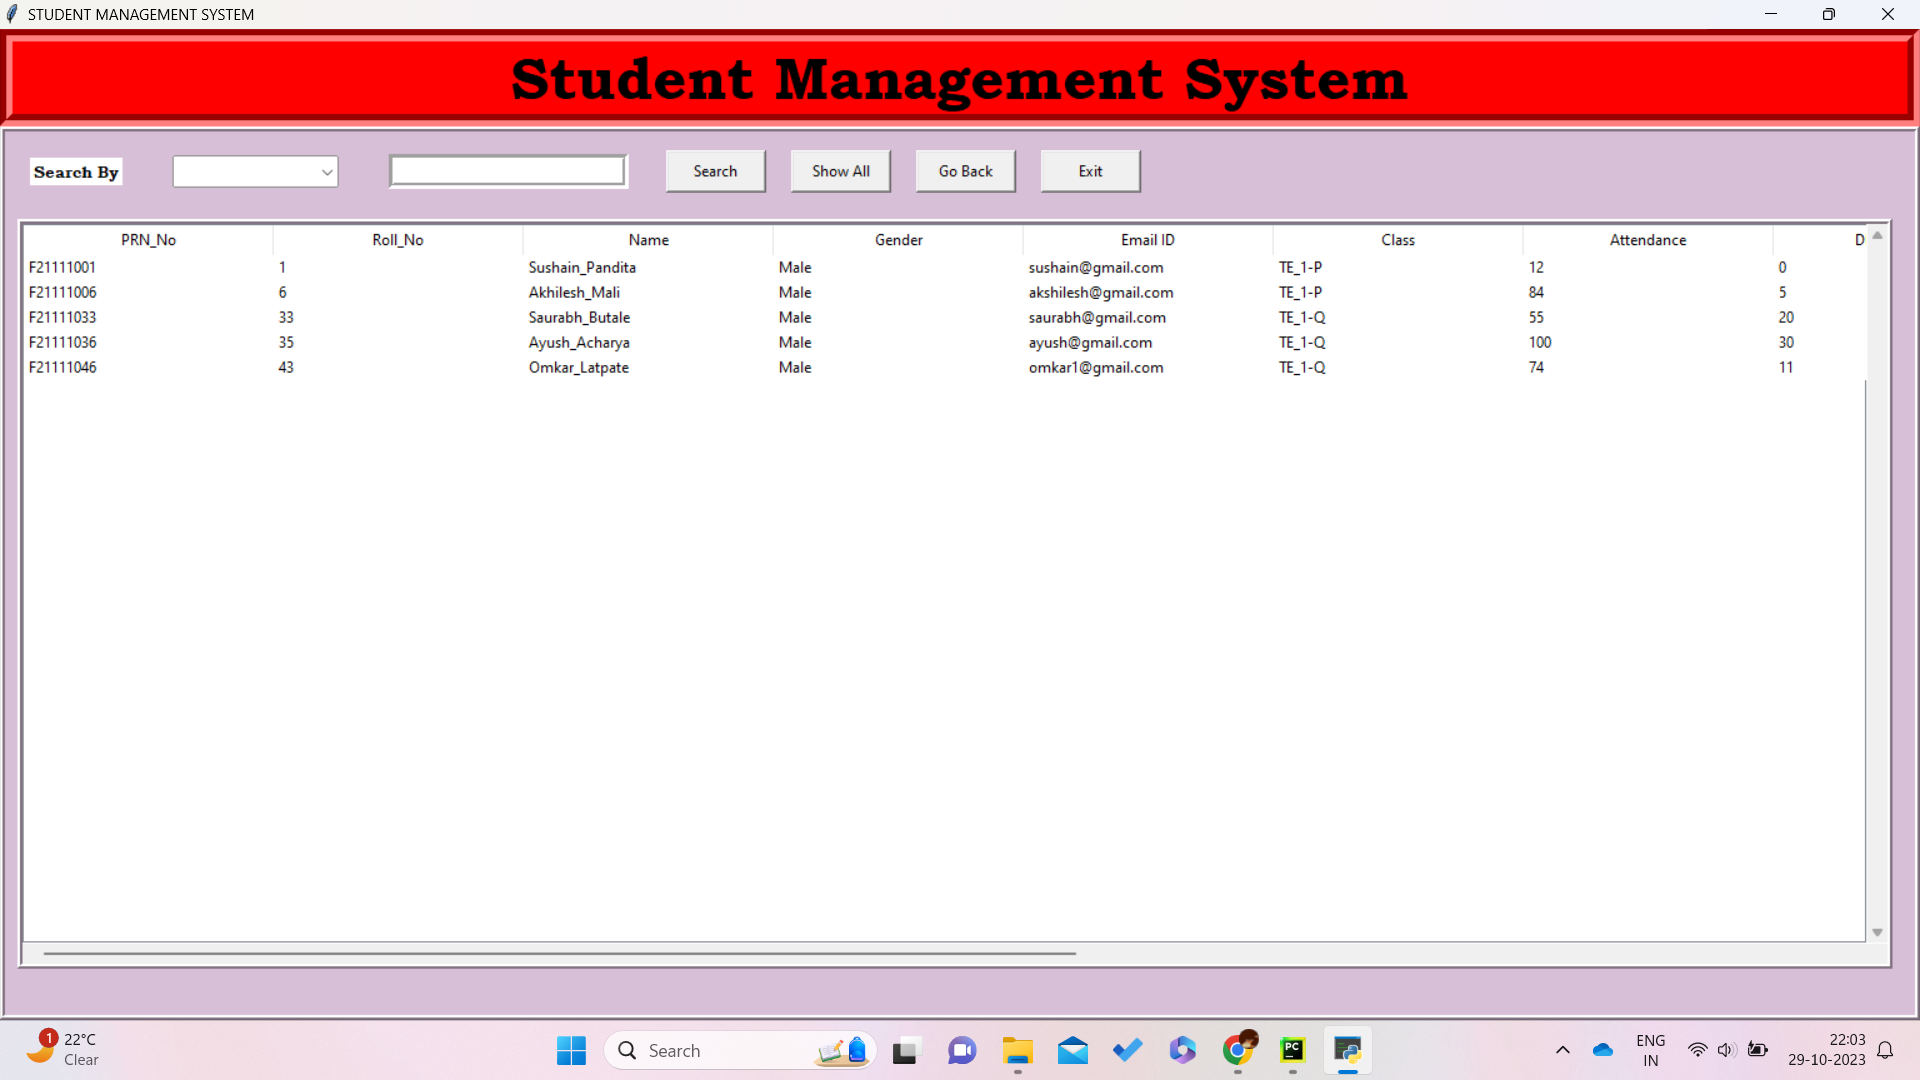 STUDENT MANAGEMENT SYSTEM
Student Management System
Search By Search Show All Go Back Exit
PRN_No Roll_No Name Gender Email ID Class Attendance D
F21111001 1 Sushain_Pandita Male sushain@gmail.com TE_1-P 12 0
F21111006 6 Akhilesh_Mali Male akshilesh@gmail.com TE_1-P 84 5
F21111033 33 Saurabh_Butale Male saurabh@gmail.com TE_1-Q 55 20
F21111036 35 Ayush_Acharya Male ayush@gmail.com TE_1-Q 100 30
F21111046 43 Omkar_Latpate Male omkar1@gmail.com TE_1-Q 74 11
1 22°C
Clear
Search
PC
ENG
IN
22:03
29-10-2023